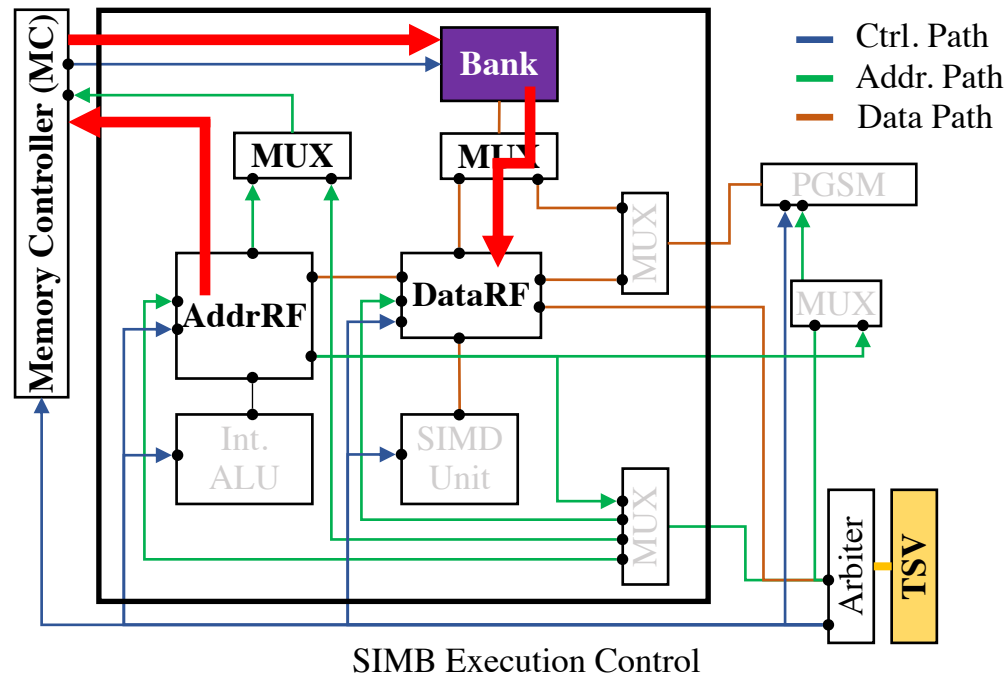 Memory Controller (MC)
Bank
Ctrl. Path
Addr. Path
Data Path
MUX
MUX
PGSM
MUX
AddrRF
DataRF
MUX
Int.
ALU
SIMD
Unit
MUX
Arbiter
TSV
SIMB Execution Control